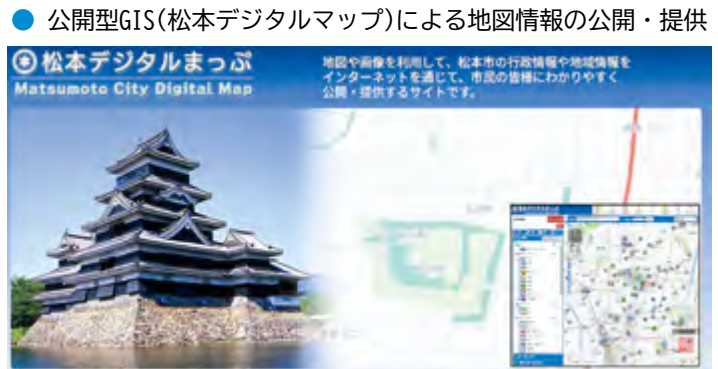 ● 公開型GIS(松本デジタルマップ)による地図情報の公開・提供
松本デジタルまっぷ
Matsumoto City Digital Map
地図や画像を利用して、松本市の行政情報や地域情報を
インターネットを通じて、市民の皆様にわかりやすく
公開・提供するサイトです。